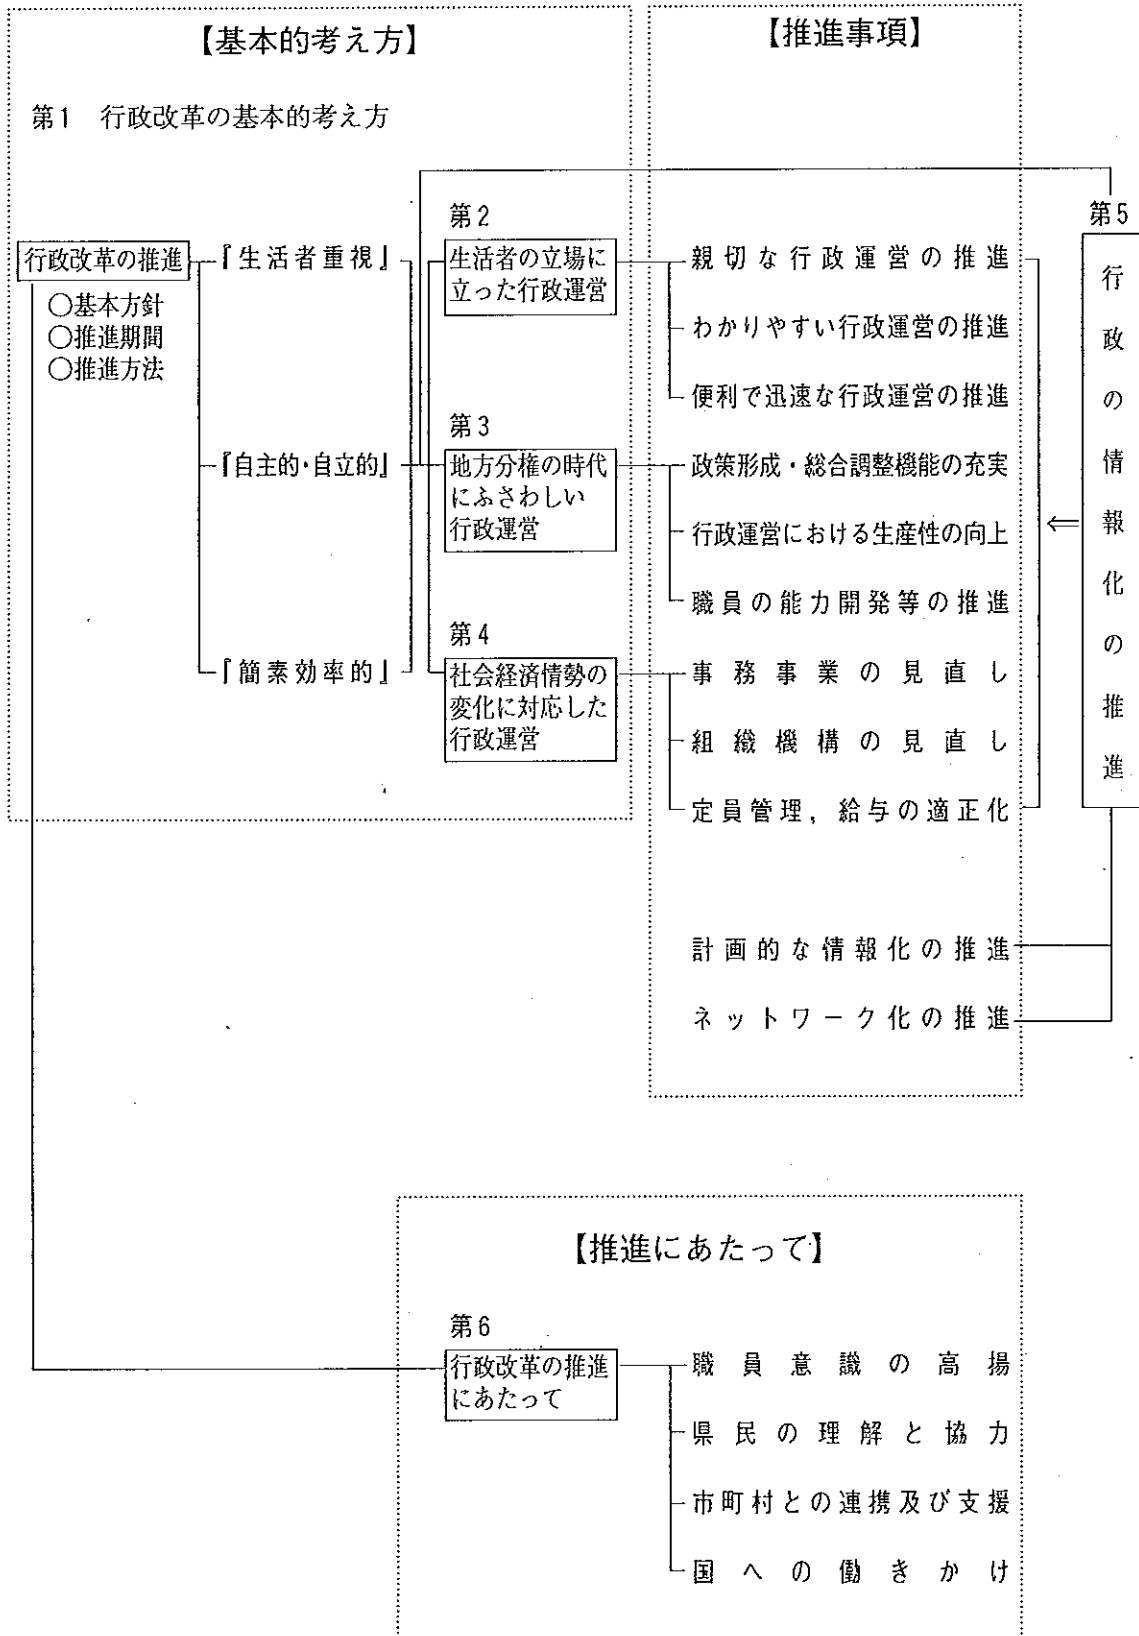 【基本的考え方】
第1 行政改革の基本的考え方
行政改革の推進
○基本方針
○推進期間
○推進方法
『生活者重視』
『自主的・自立的』
『簡素効率的』
第2
生活者の立場に
立った行政運営
第3
地方分権の時代
にふさわしい
行政運営
第4
社会経済情勢の
変化に対応した
行政運営
【推進事項】
親切な行政運営の推進
わかりやすい行政運営の推進
便利で迅速な行政運営の推進
政策形成・総合調整機能の充実
行政運営における生産性の向上
職員の能力開発等の推進
事務事業の見直し
組織機構の見直し
定員管理，給与の適正化
計画的な情報化の推進
ネットワーク化の推進
⇐
第5
行政の情報化の推進
【推進にあたって】
第6
行政改革の推進
にあたって
職員意識の高揚
県民の理解と協力
市町村との連携及び支援
国への働きかけ